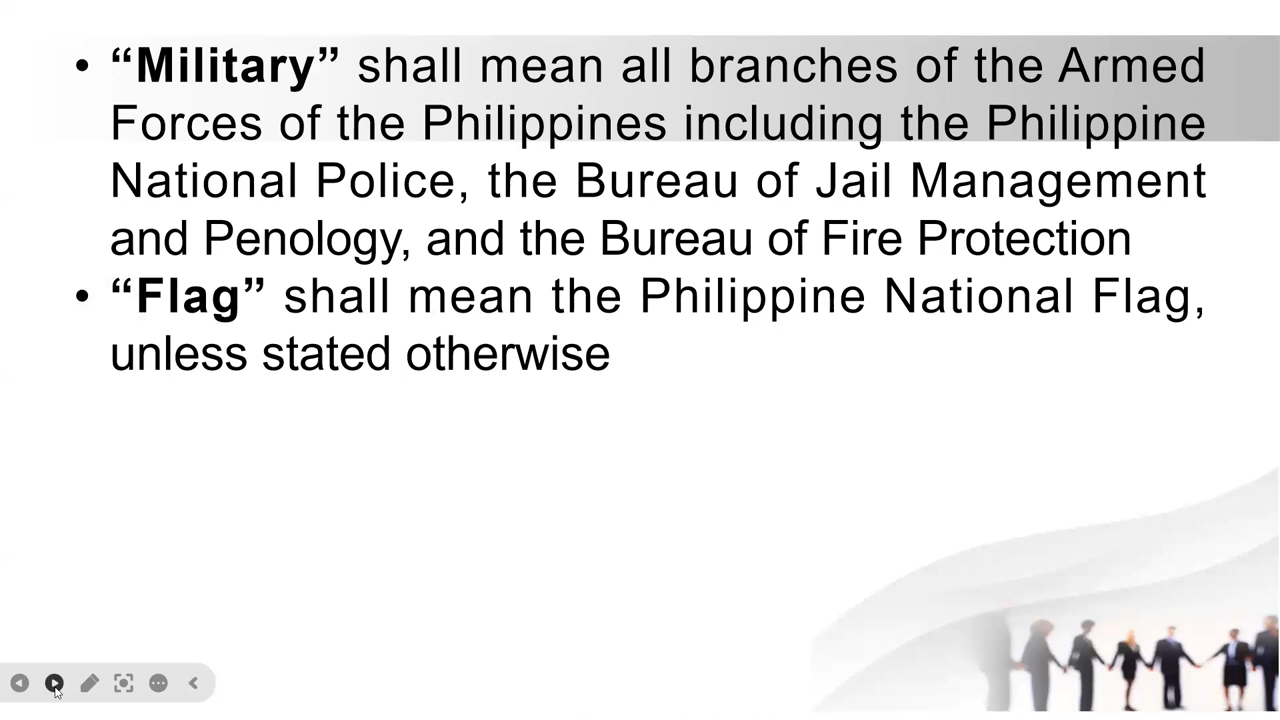 • “Military” shall mean all branches of the Armed
Forces of the Philippines including the Philippine
National Police, the Bureau of Jail Management
and Penology, and the Bureau of Fire Protection
• “Flag” shall mean the Philippine National Flag,
unless stated otherwise